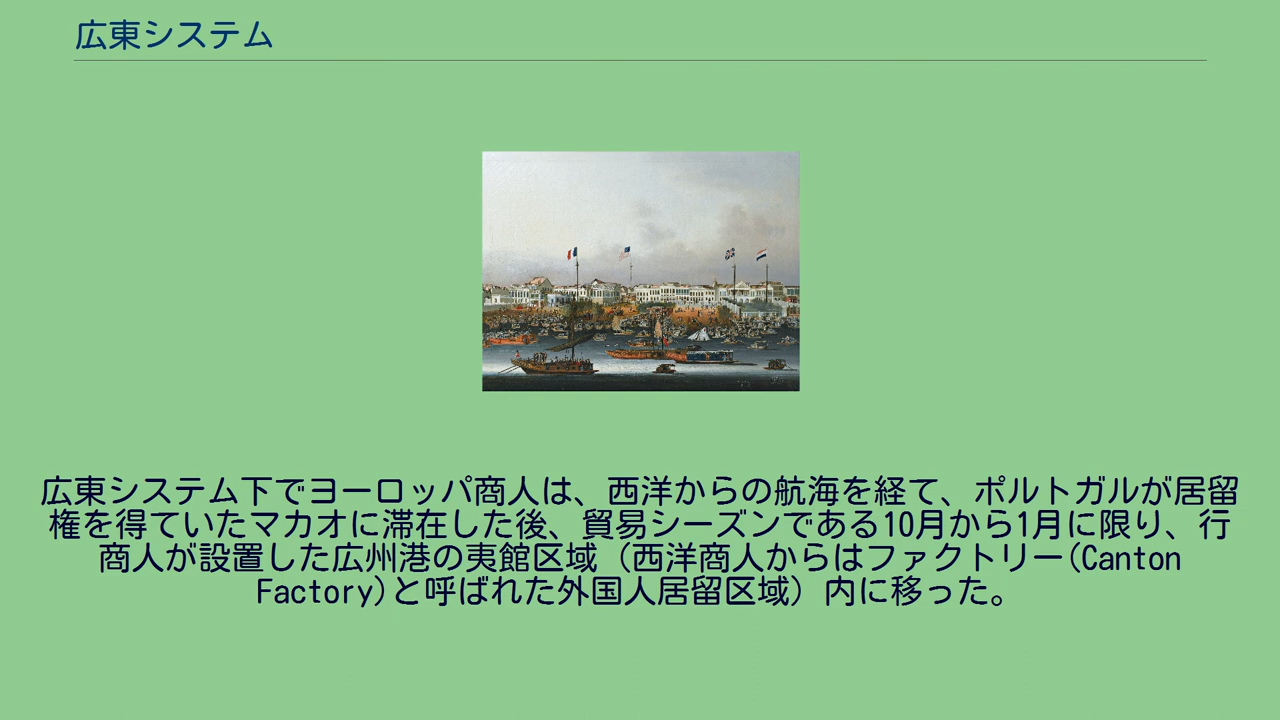 広東システム
広東システム下でヨーロッパ商人は、西洋からの航海を経て、ポルトガルが居留
権を得ていたマカオに滞在した後、貿易シーズンである10月から1月に限り、行
商人が設置した広州港の夷館区域（西洋商人からはファクトリー(Canton
Factory)と呼ばれた外国人居留区域）内に移った。